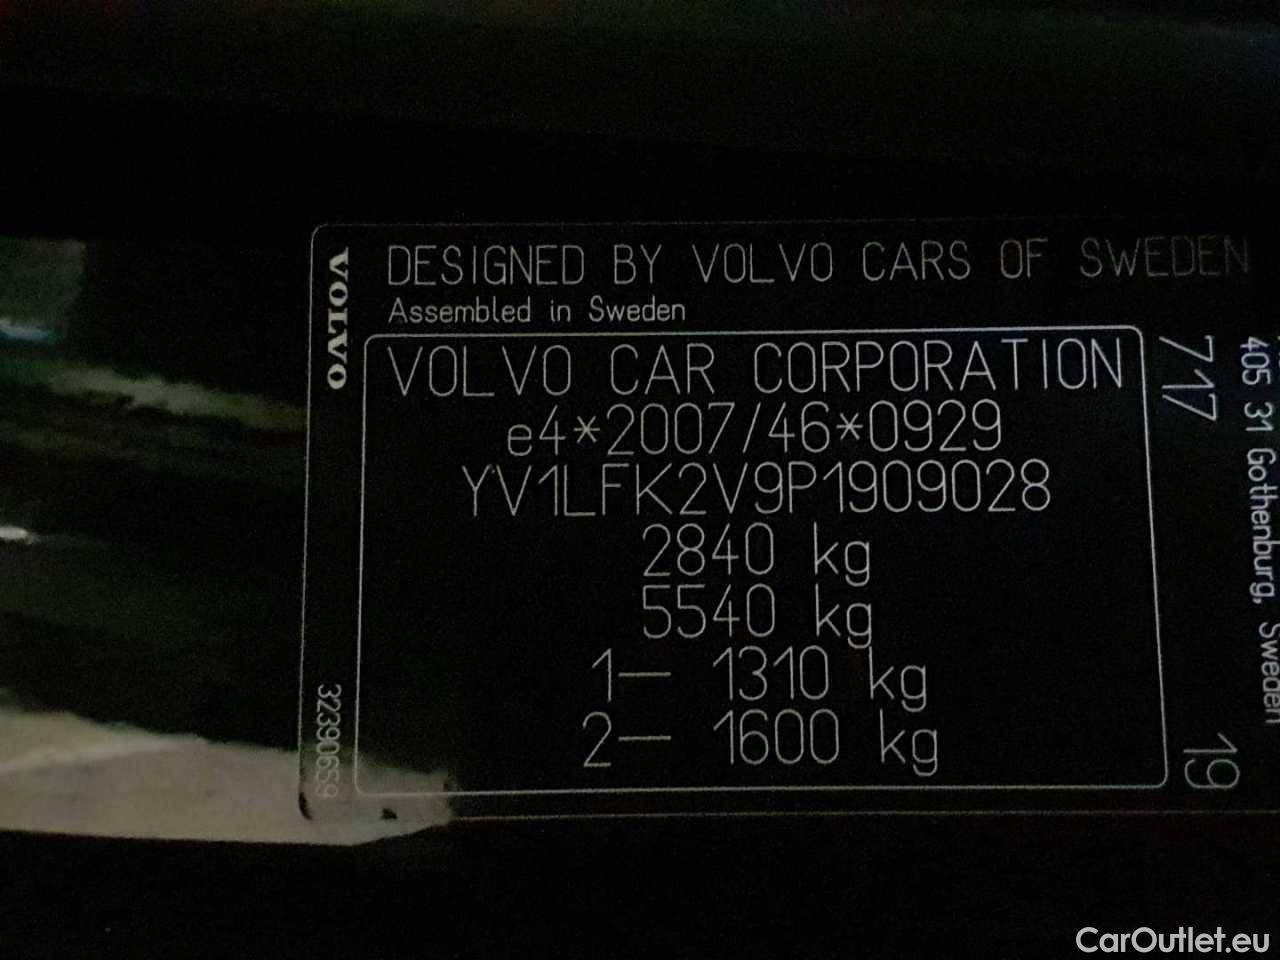 VOLVO
DESIGNED BY VOLVO CARS OF SWEDEN
Assembled in Sweden
VOLVO CAR CORPORATION
e4*2007/46*0929
YV1LFK2V9P1909028
2840 kg
5540 kg
1— 1310 kg
2— 1600 kg
32390659
717
19
405 31 Gothenburg, Sweden
CarOutlet.eu